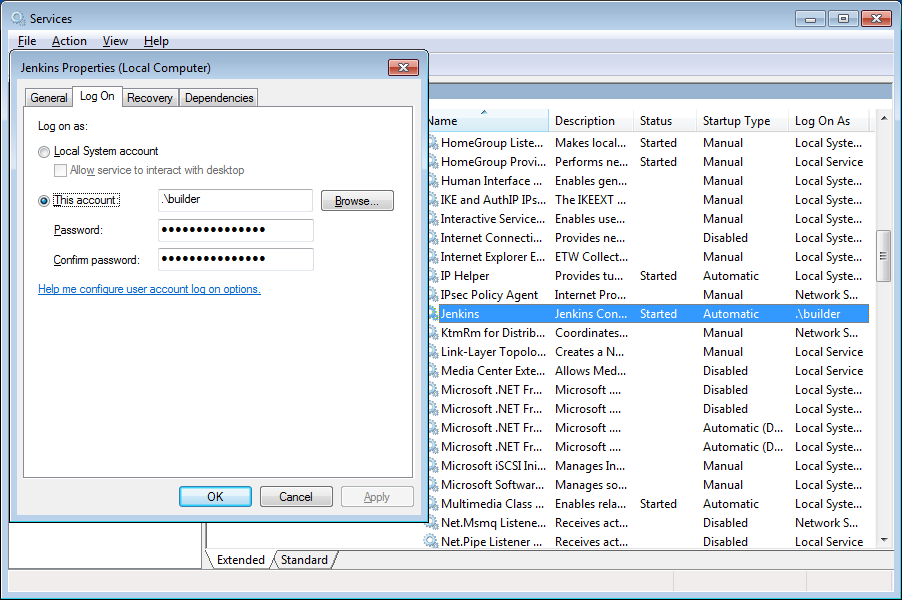 Services
File Action View Help
Jenkins Properties (Local Computer)
General Log On Recovery Dependencies
Log on as:
Local System account
Allow service to interact with desktop
This account: .\builder Browse...
Password: •••••••••••••••
Confirm password: •••••••••••••••
Help me configure user account log on options.
OK Cancel Apply
Name Description Status Startup Type Log On As
HomeGroup Liste... Makes local... Started Manual Local Syste...
HomeGroup Provi... Performs ne... Started Manual Local Service
Human Interface ... Enables gen... Manual Local Syste...
IKE and AuthIP IPs... The IKEEXT ... Manual Local Syste...
Interactive Service... Enables use... Manual Local Syste...
Internet Connecti... Provides ne... Disabled Local Syste...
Internet Explorer E... ETW Collect... Manual Local Syste...
IP Helper Provides tu... Started Automatic Local Syste...
IPsec Policy Agent Internet Pro... Manual Network S...
Jenkins Jenkins Con... Started Automatic .\builder
KtmRm for Distrib... Coordinates... Manual Network S...
Link-Layer Topolo... Creates a N... Manual Local Service
Media Center Exte... Allows Med... Disabled Local Service
Microsoft .NET Fr... Microsoft .... Disabled Local Syste...
Microsoft .NET Fr... Microsoft .... Disabled Local Syste...
Microsoft .NET Fr... Microsoft .... Automatic (D... Local Syste...
Microsoft .NET Fr... Microsoft .... Automatic (D... Local Syste...
Microsoft iSCSI Ini... Manages In... Manual Local Syste...
Microsoft Softwar... Manages so... Manual Local Syste...
Multimedia Class ... Enables rela... Started Automatic Local Syste...
Net.Msmq Listene... Receives act... Disabled Network S...
Net.Pipe Listener ... Receives act... Disabled Local Service
Extended Standard